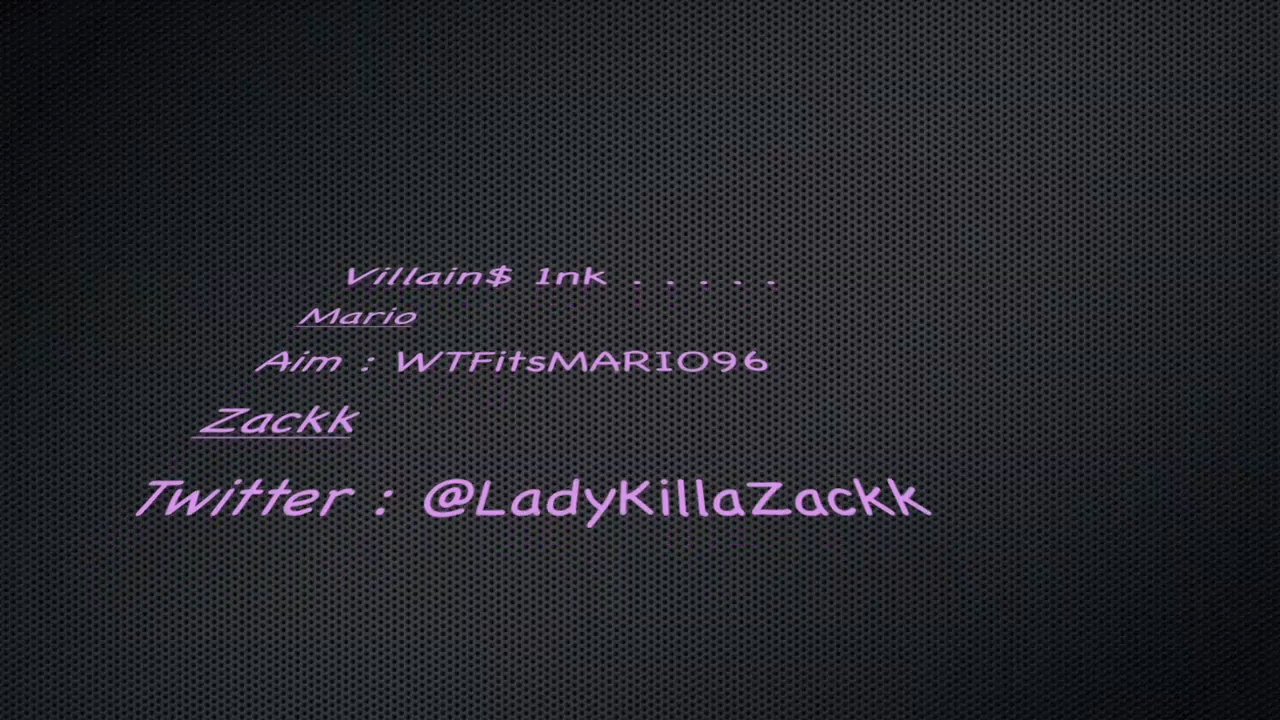 Villain$ 1nk . . . . .
Mario
Aim : WTFitsMARIO96
Zackk
Twitter : @LadyKillaZackk